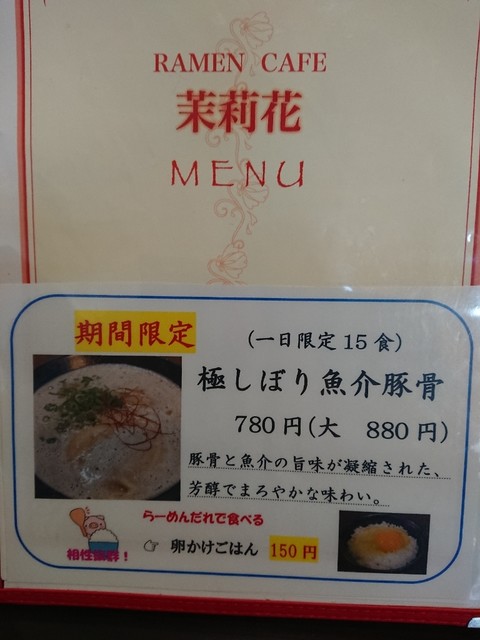 RAMEN CAFE
茉莉花
MENU
期間限定
(一日限定15食)
極しぼり魚介豚骨
780円(大 880円)
豚骨と魚介の旨味が凝縮された、
芳醇でまろやかな味わい。
らーめんだれで食べる
相性抜群！
☞ 卵かけごはん 150円